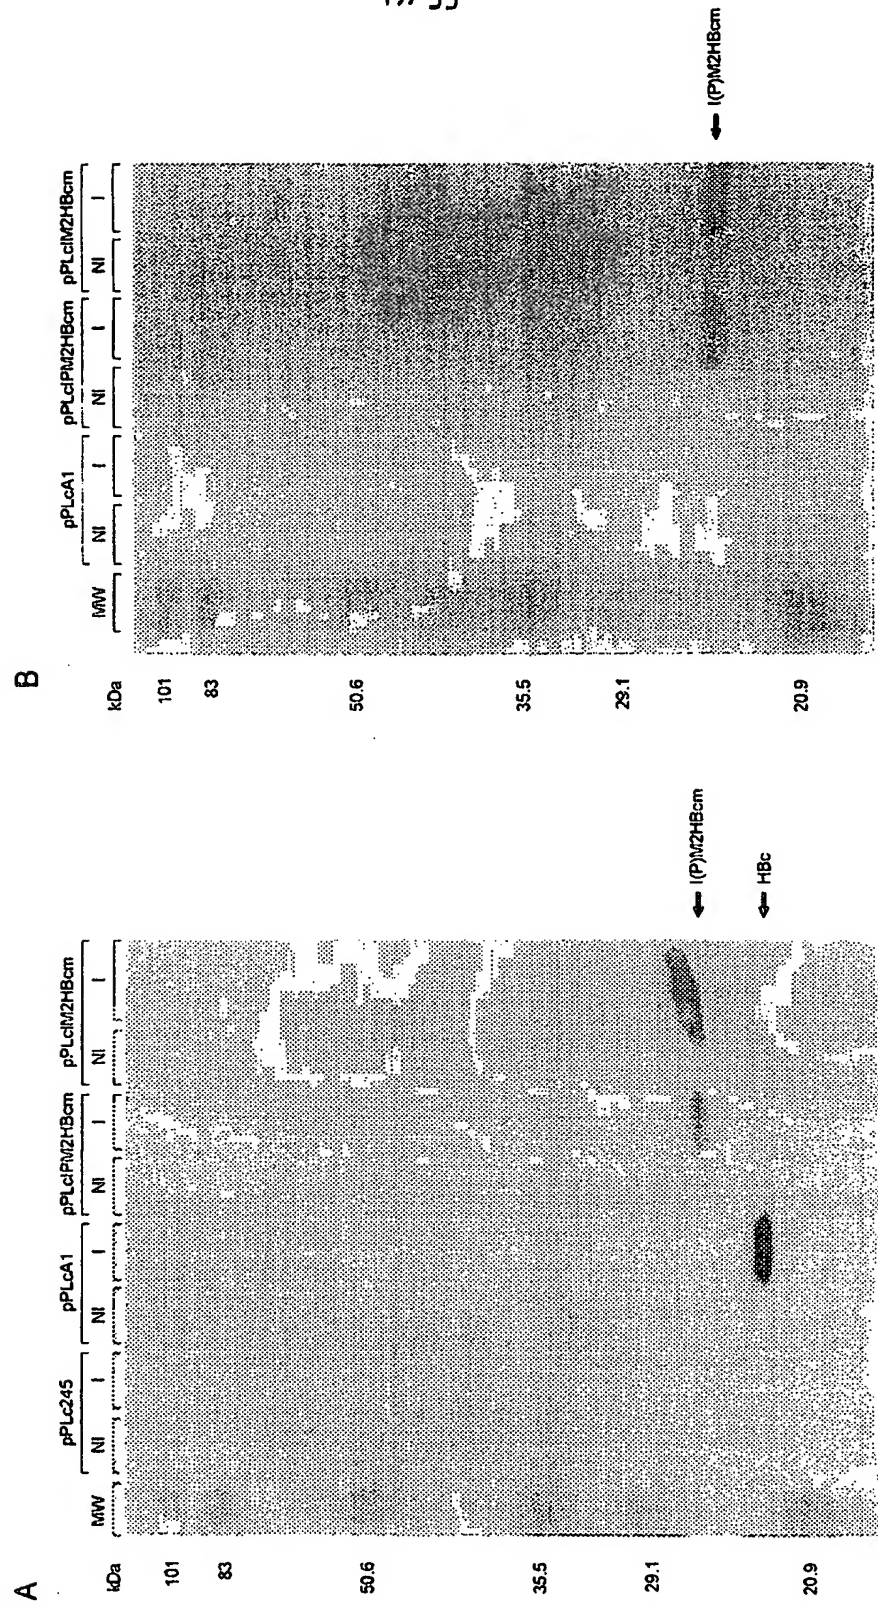 A
pPLc245 pPLcA1 pPLcIPM2HBcm pPLcIM2HBcm
kDa MW NI I NI I NI I NI I
101
83
50.6
35.5
29.1
I(P)M2HBcm
HBc
20.9
B
pPLcA1 pPLcIPM2HBcm pPLcIM2HBcm
kDa MW NI I NI I NI I
101
83
50.6
35.5
29.1
I(P)M2HBcm
20.9